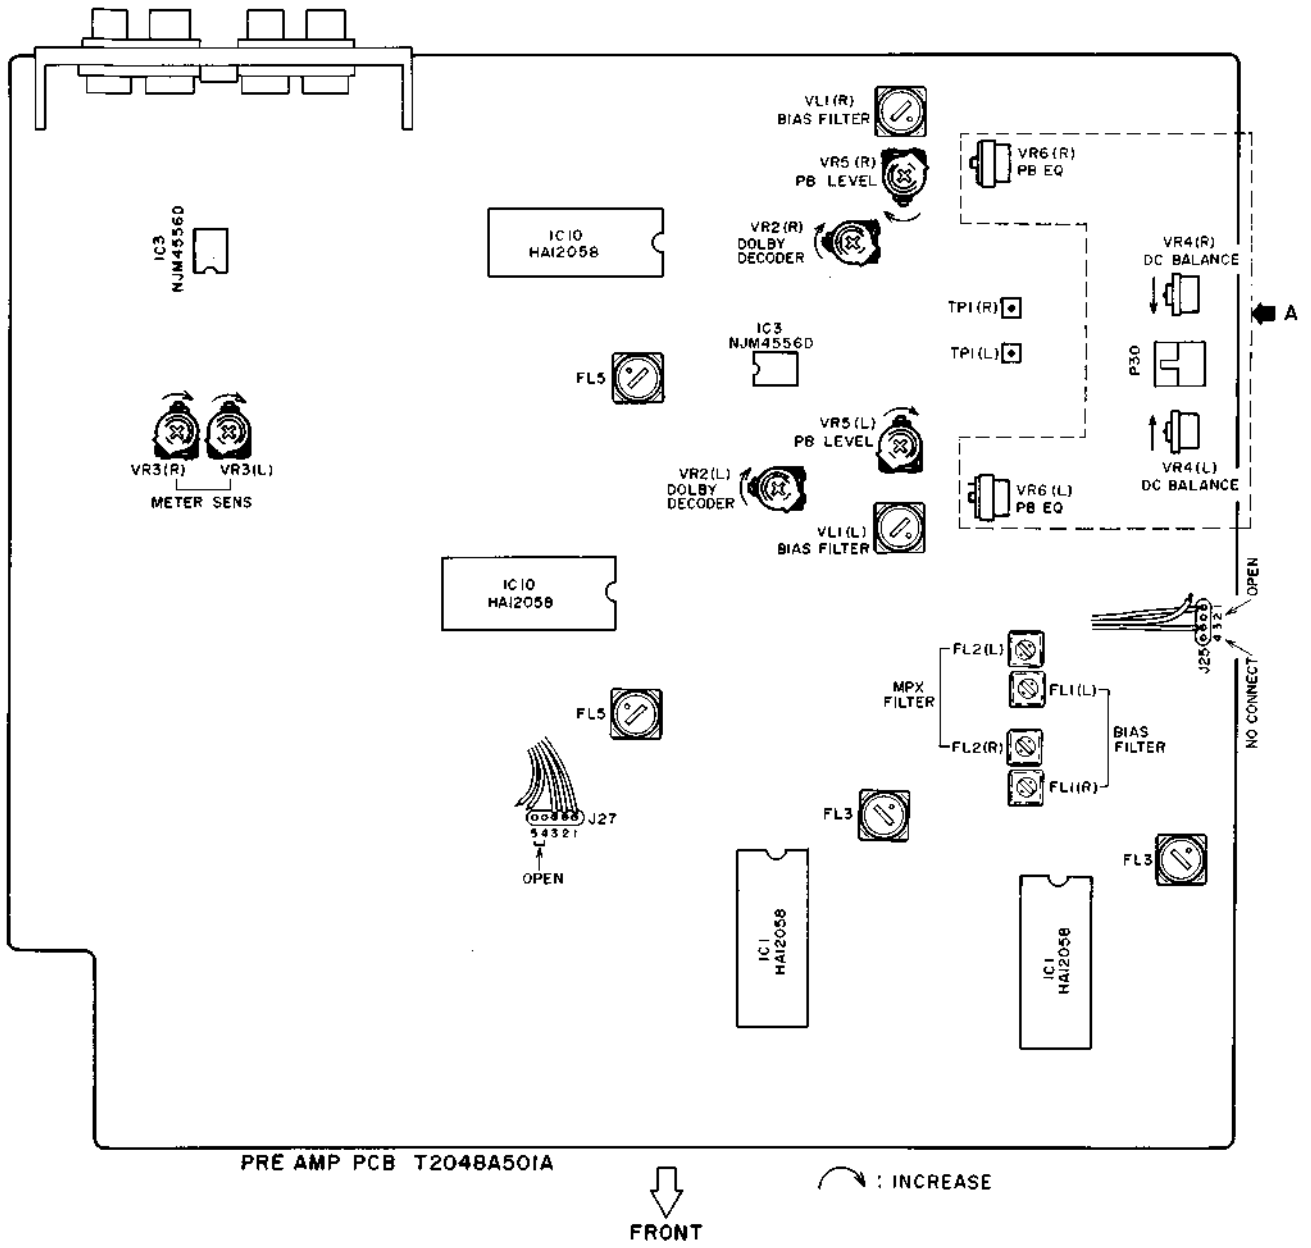 VL1(R)
BIAS FILTER
VR5(R)
PB LEVEL
VR6(R)
PB EQ
IC3
NJM4556D
IC10
HA12058
VR2(R)
DOLBY
DECODER
VR4(R)
DC BALANCE
TP1(R)
A
IC3
NJM4556D
TP1(L)
P30
FL5
VR5(L)
PB LEVEL
VR3(R)
VR3(L)
METER SENS
VR2(L)
DOLBY
DECODER
VR4(L)
DC BALANCE
VR6(L)
PB EQ
VL1(L)
BIAS FILTER
IC10
HA12058
OPEN
4 3 2 1
J25
NO CONNECT
FL2(L)
MPX
FILTER
FL1(L)
FL5
FL2(R)
BIAS
FILTER
FL1(R)
J27
5 4 3 2 1
OPEN
FL3
FL3
IC1
HA12058
IC1
HA12058
PRE AMP PCB T2048A501A
: INCREASE
FRONT